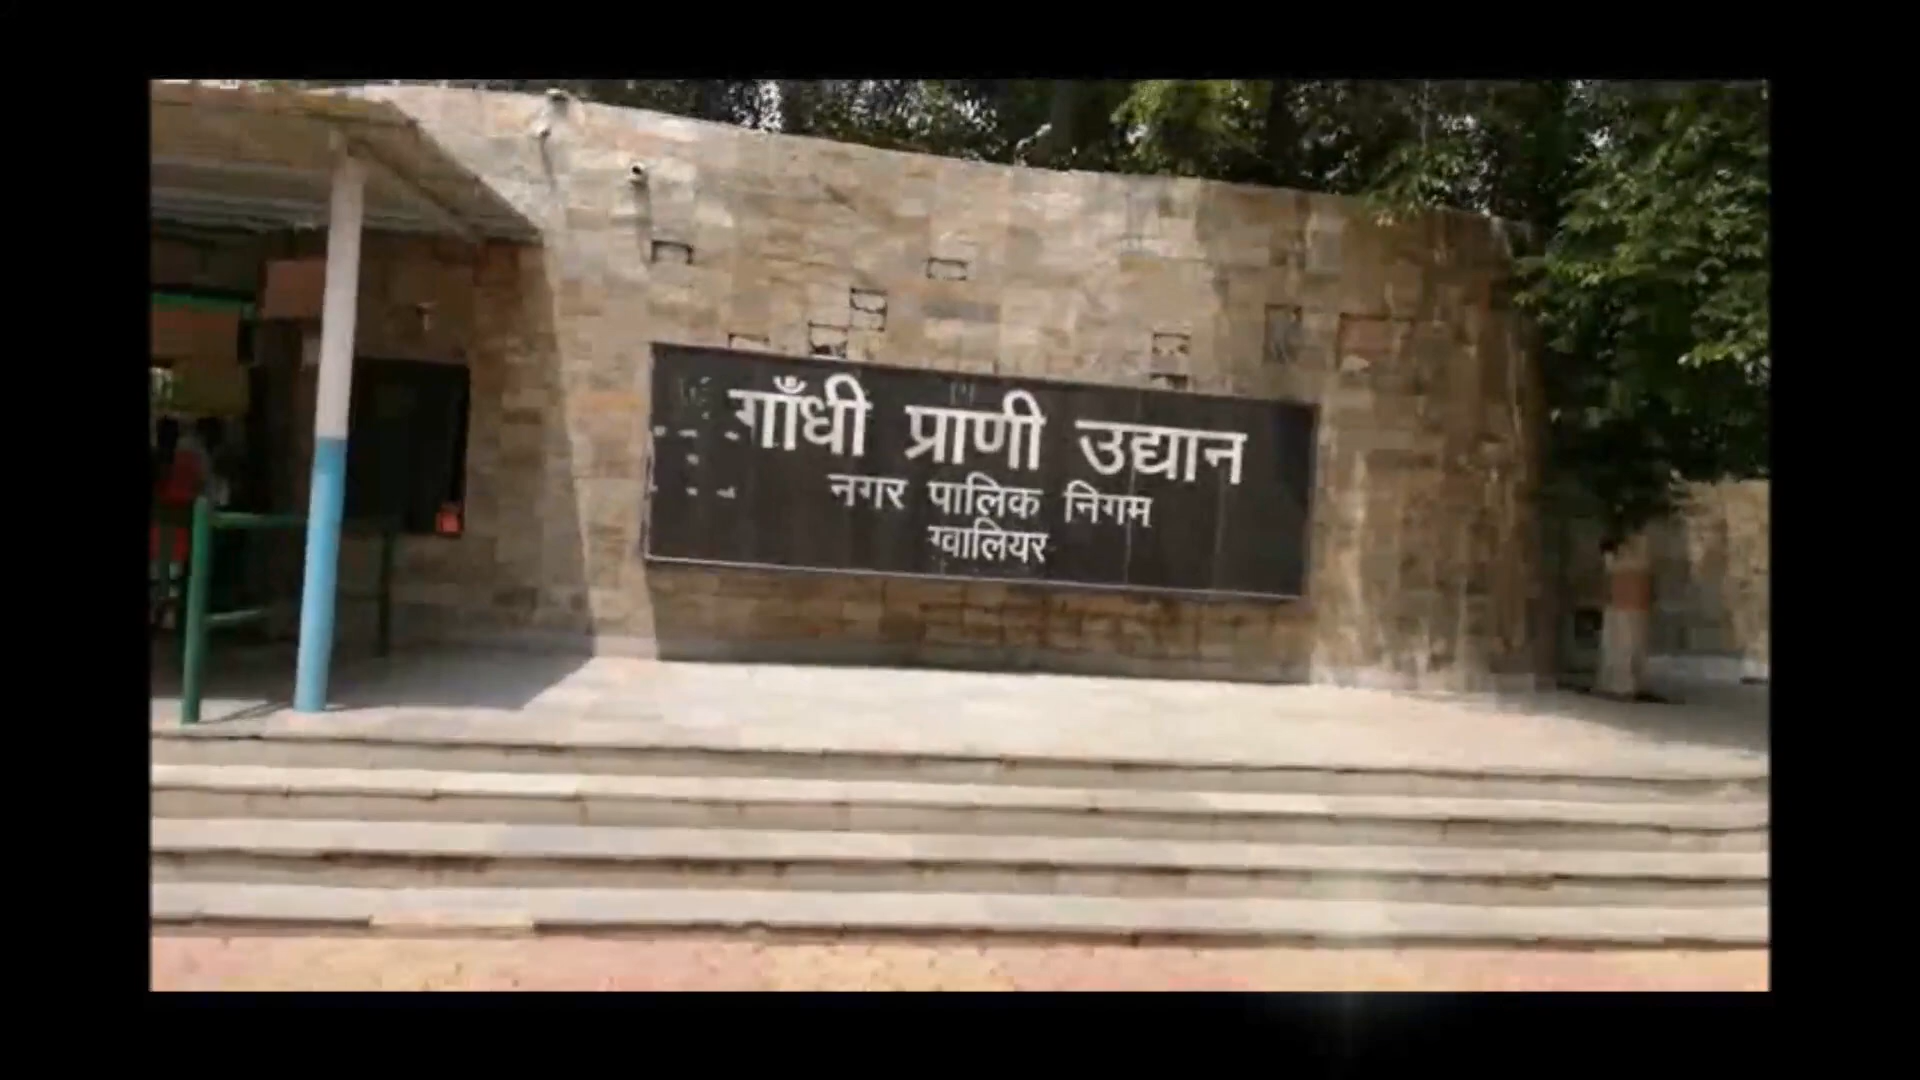 गाँधी प्राणी उद्यान
नगर पालिक निगम
ग्वालियर